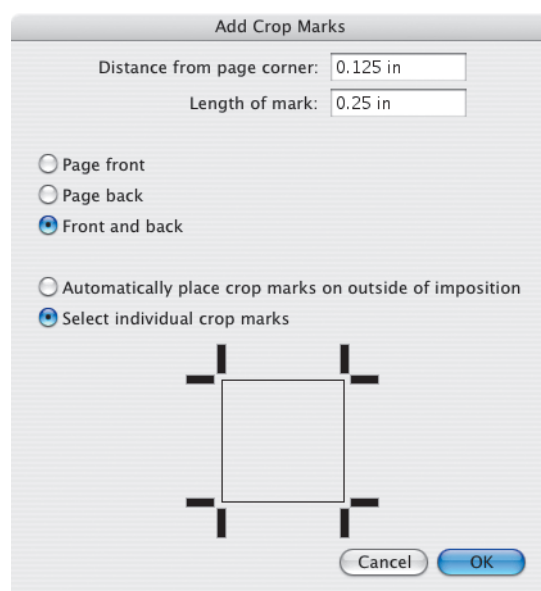 Add Crop Marks
Distance from page corner: 0.125 in
Length of mark: 0.25 in
Page front
Page back
Front and back
Automatically place crop marks on outside of imposition
Select individual crop marks
Cancel OK